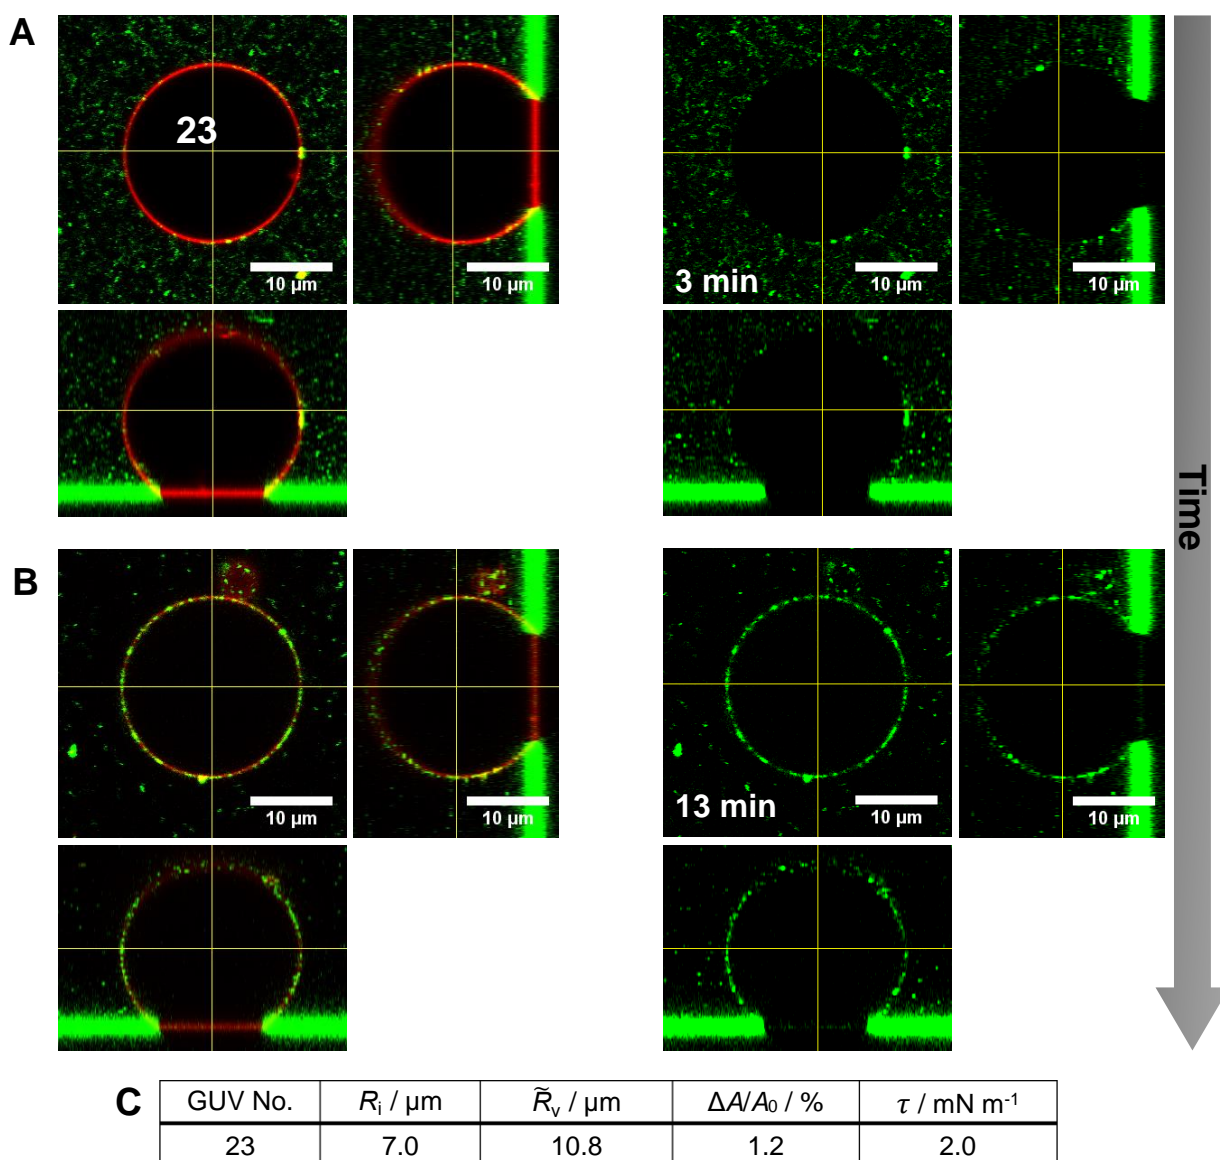 A
23
10 µm
10 µm
3 min
10 µm
10 µm
Time
B
10 µm
10 µm
13 min
10 µm
10 µm
C
GUV No. Rᵢ / µm R̃ᵥ / µm ΔA/A₀ / % τ / mN m⁻¹
23 7.0 10.8 1.2 2.0